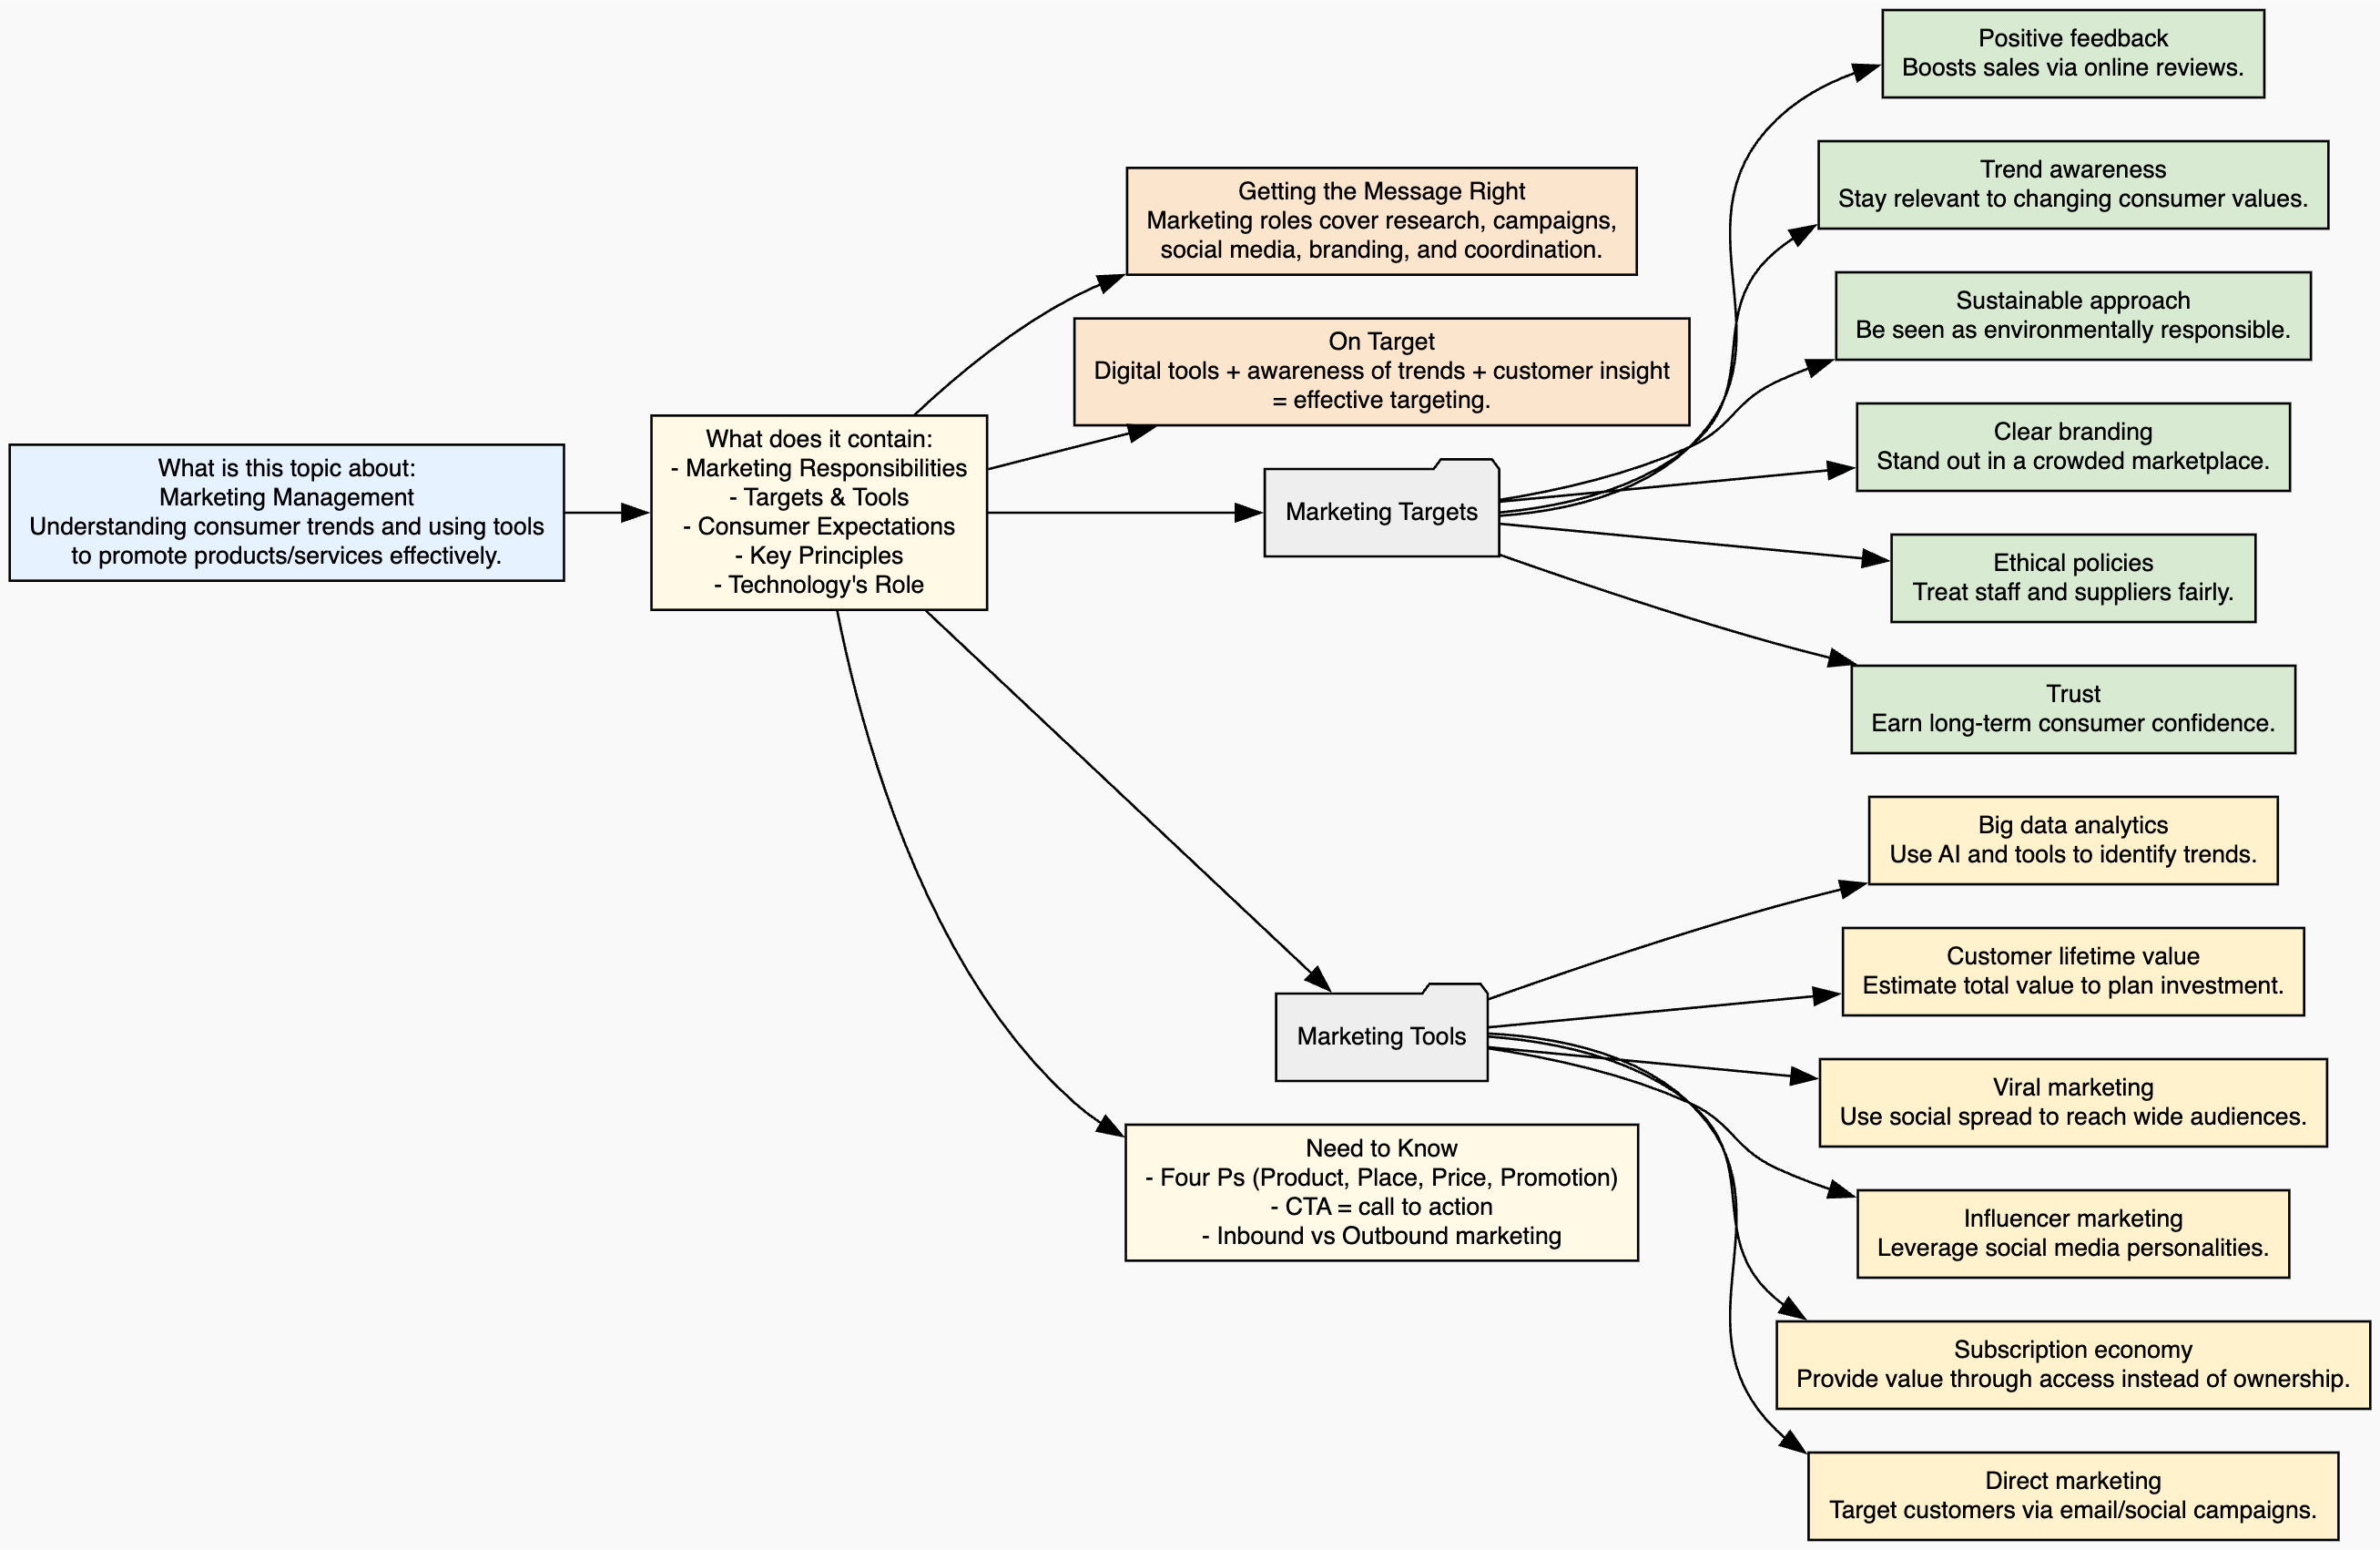 What is this topic about:
Marketing Management
Understanding consumer trends and using tools
to promote products/services effectively.
What does it contain:
- Marketing Responsibilities
- Targets & Tools
- Consumer Expectations
- Key Principles
- Technology's Role
Getting the Message Right
Marketing roles cover research, campaigns,
social media, branding, and coordination.
On Target
Digital tools + awareness of trends + customer insight
= effective targeting.
Marketing Targets
Positive feedback
Boosts sales via online reviews.
Trend awareness
Stay relevant to changing consumer values.
Sustainable approach
Be seen as environmentally responsible.
Clear branding
Stand out in a crowded marketplace.
Ethical policies
Treat staff and suppliers fairly.
Trust
Earn long-term consumer confidence.
Marketing Tools
Big data analytics
Use AI and tools to identify trends.
Customer lifetime value
Estimate total value to plan investment.
Viral marketing
Use social spread to reach wide audiences.
Influencer marketing
Leverage social media personalities.
Subscription economy
Provide value through access instead of ownership.
Direct marketing
Target customers via email/social campaigns.
Need to Know
- Four Ps (Product, Place, Price, Promotion)
- CTA = call to action
- Inbound vs Outbound marketing